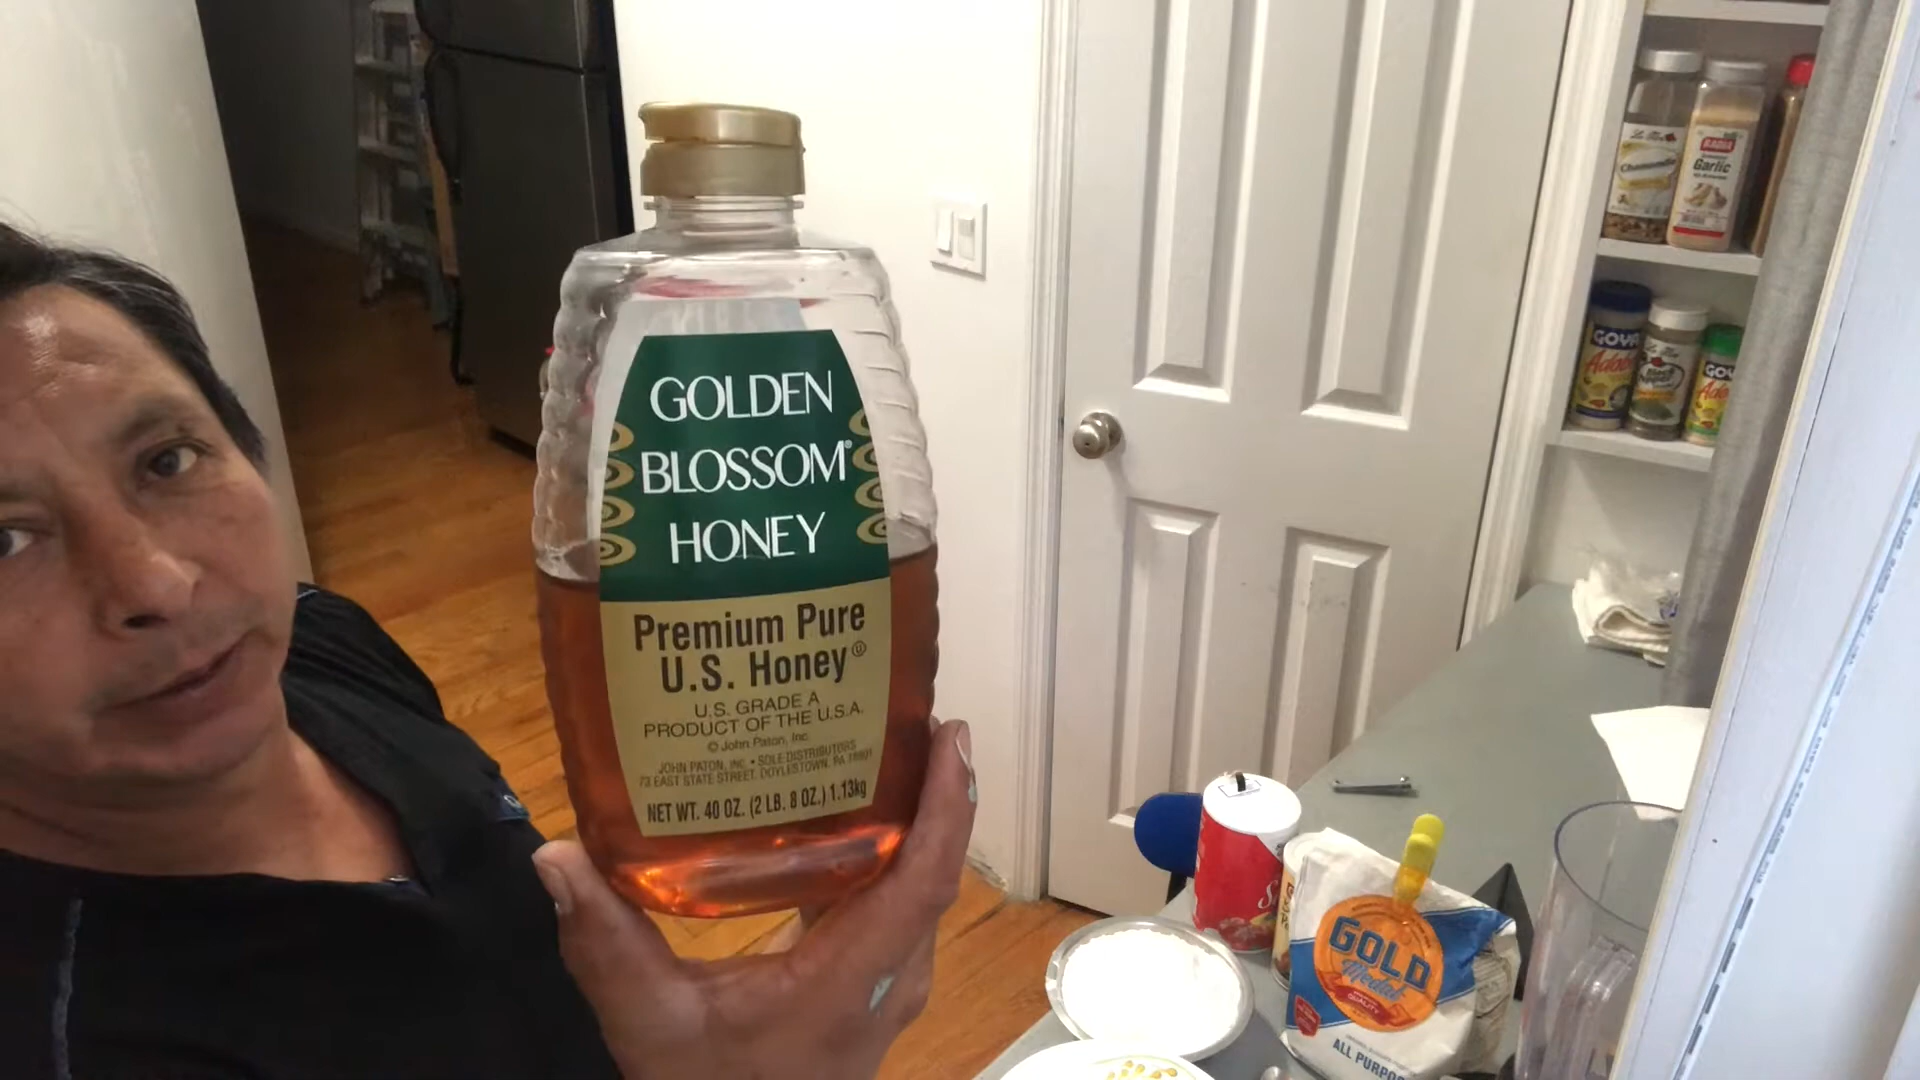 GOLDEN
BLOSSOM®
HONEY
Premium Pure
U.S. Honey Ⓤ
U.S. GRADE A
PRODUCT OF THE U.S.A.
© John Paton, Inc.
JOHN PATON, INC. • SOLE DISTRIBUTORS
73 EAST STATE STREET, DOYLESTOWN, PA 18901
NET WT. 40 OZ. (2 LB. 8 OZ.) 1.13kg
BADIA
Garlic
GOYA
Adobo
GOLD
Medal
QUALITY
ALL PURPO